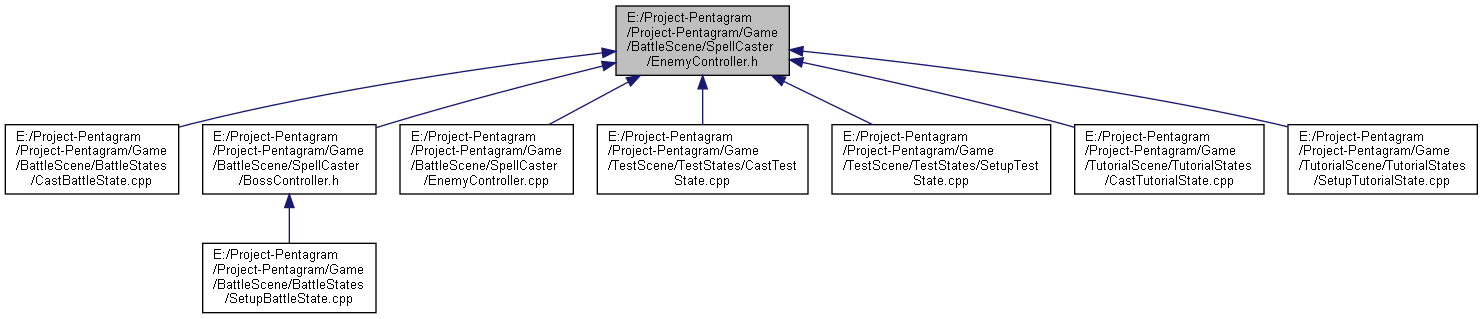 E:/Project-Pentagram
/Project-Pentagram/Game
/BattleScene/SpellCaster
/EnemyController.h
E:/Project-Pentagram
/Project-Pentagram/Game
/BattleScene/BattleStates
/CastBattleState.cpp
E:/Project-Pentagram
/Project-Pentagram/Game
/BattleScene/SpellCaster
/BossController.h
E:/Project-Pentagram
/Project-Pentagram/Game
/BattleScene/SpellCaster
/EnemyController.cpp
E:/Project-Pentagram
/Project-Pentagram/Game
/TestScene/TestStates/CastTest
State.cpp
E:/Project-Pentagram
/Project-Pentagram/Game
/TestScene/TestStates/SetupTest
State.cpp
E:/Project-Pentagram
/Project-Pentagram/Game
/TutorialScene/TutorialStates
/CastTutorialState.cpp
E:/Project-Pentagram
/Project-Pentagram/Game
/TutorialScene/TutorialStates
/SetupTutorialState.cpp
E:/Project-Pentagram
/Project-Pentagram/Game
/BattleScene/BattleStates
/SetupBattleState.cpp